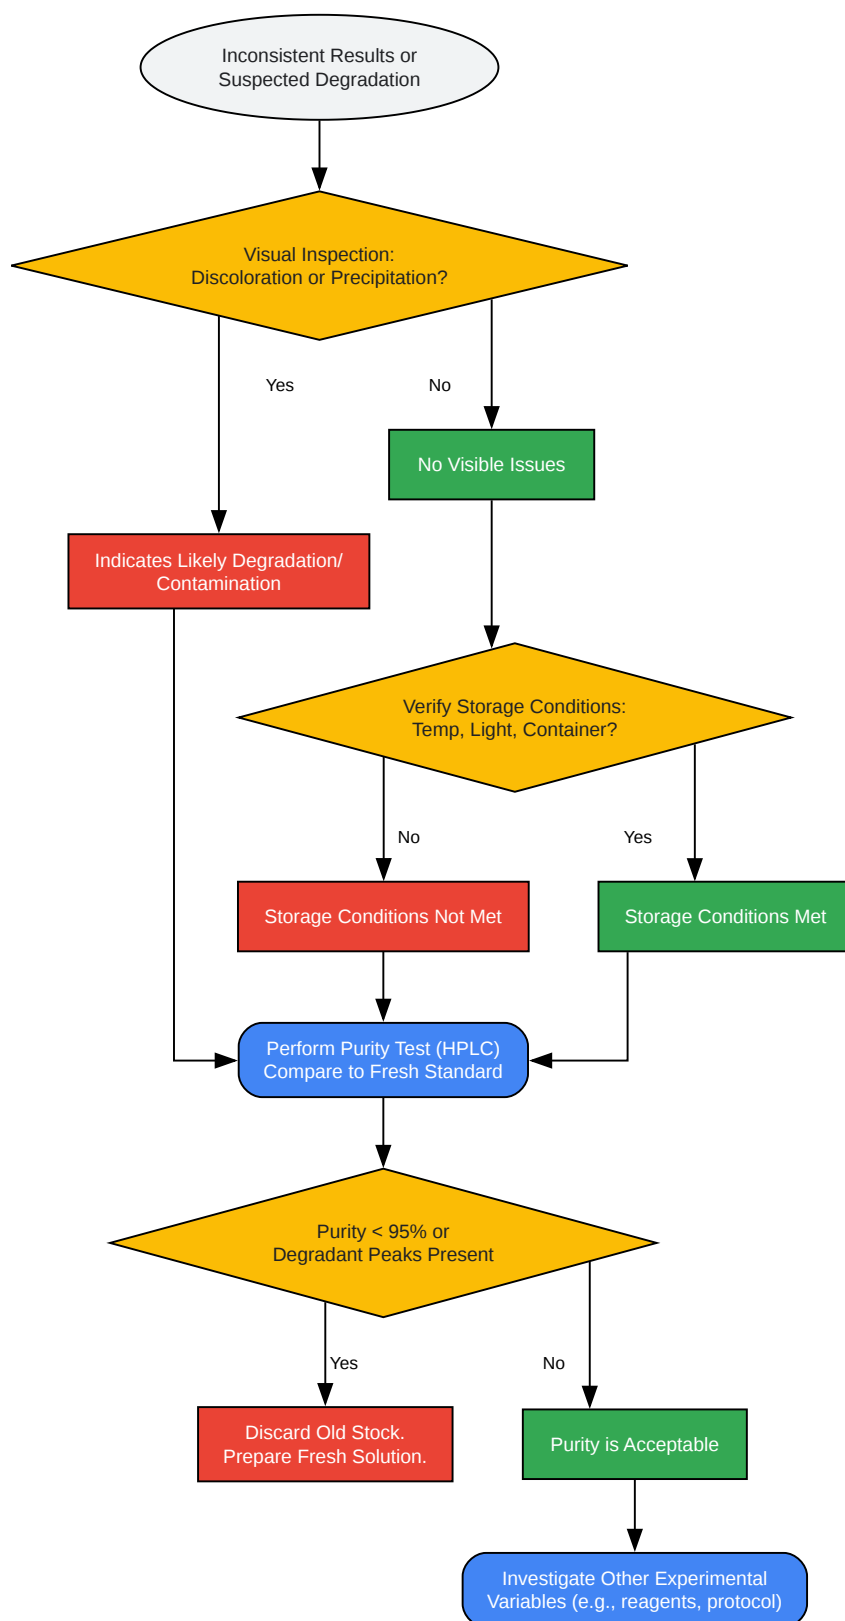 Inconsistent Results or
Suspected Degradation
Visual Inspection:
Discoloration or Precipitation?
Yes
No
No Visible Issues
Indicates Likely Degradation/
Contamination
Verify Storage Conditions:
Temp, Light, Container?
No
Yes
Storage Conditions Not Met
Storage Conditions Met
Perform Purity Test (HPLC)
Compare to Fresh Standard
Purity < 95% or
Degradant Peaks Present
Yes
No
Discard Old Stock.
Prepare Fresh Solution.
Purity is Acceptable
Investigate Other Experimental
Variables (e.g., reagents, protocol)